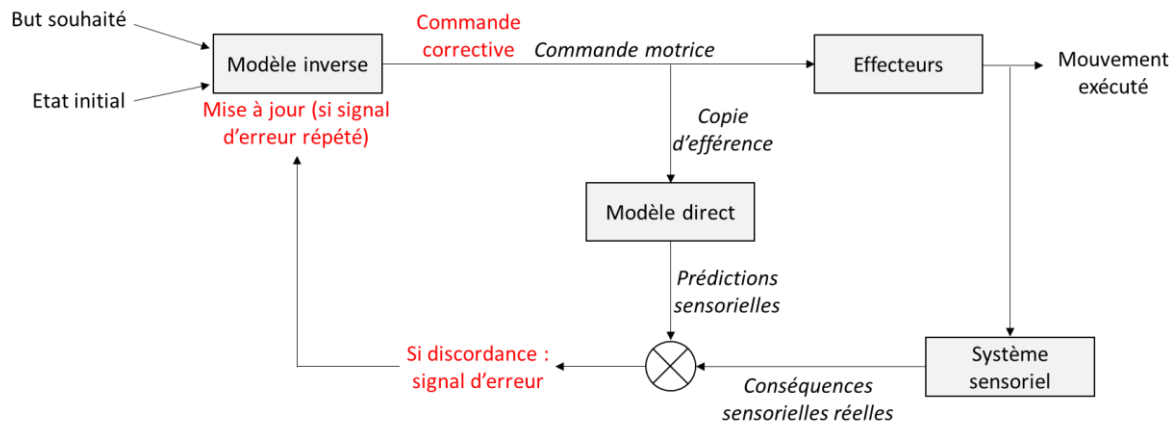 But souhaité
Etat initial
Modèle inverse
Mise à jour (si signal
d'erreur répété)
Commande
corrective
Commande motrice
Effecteurs
Mouvement
exécuté
Copie
d'efférence
Modèle direct
Prédictions
sensorielles
Si discordance :
signal d'erreur
Conséquences
sensorielles réelles
Système
sensoriel